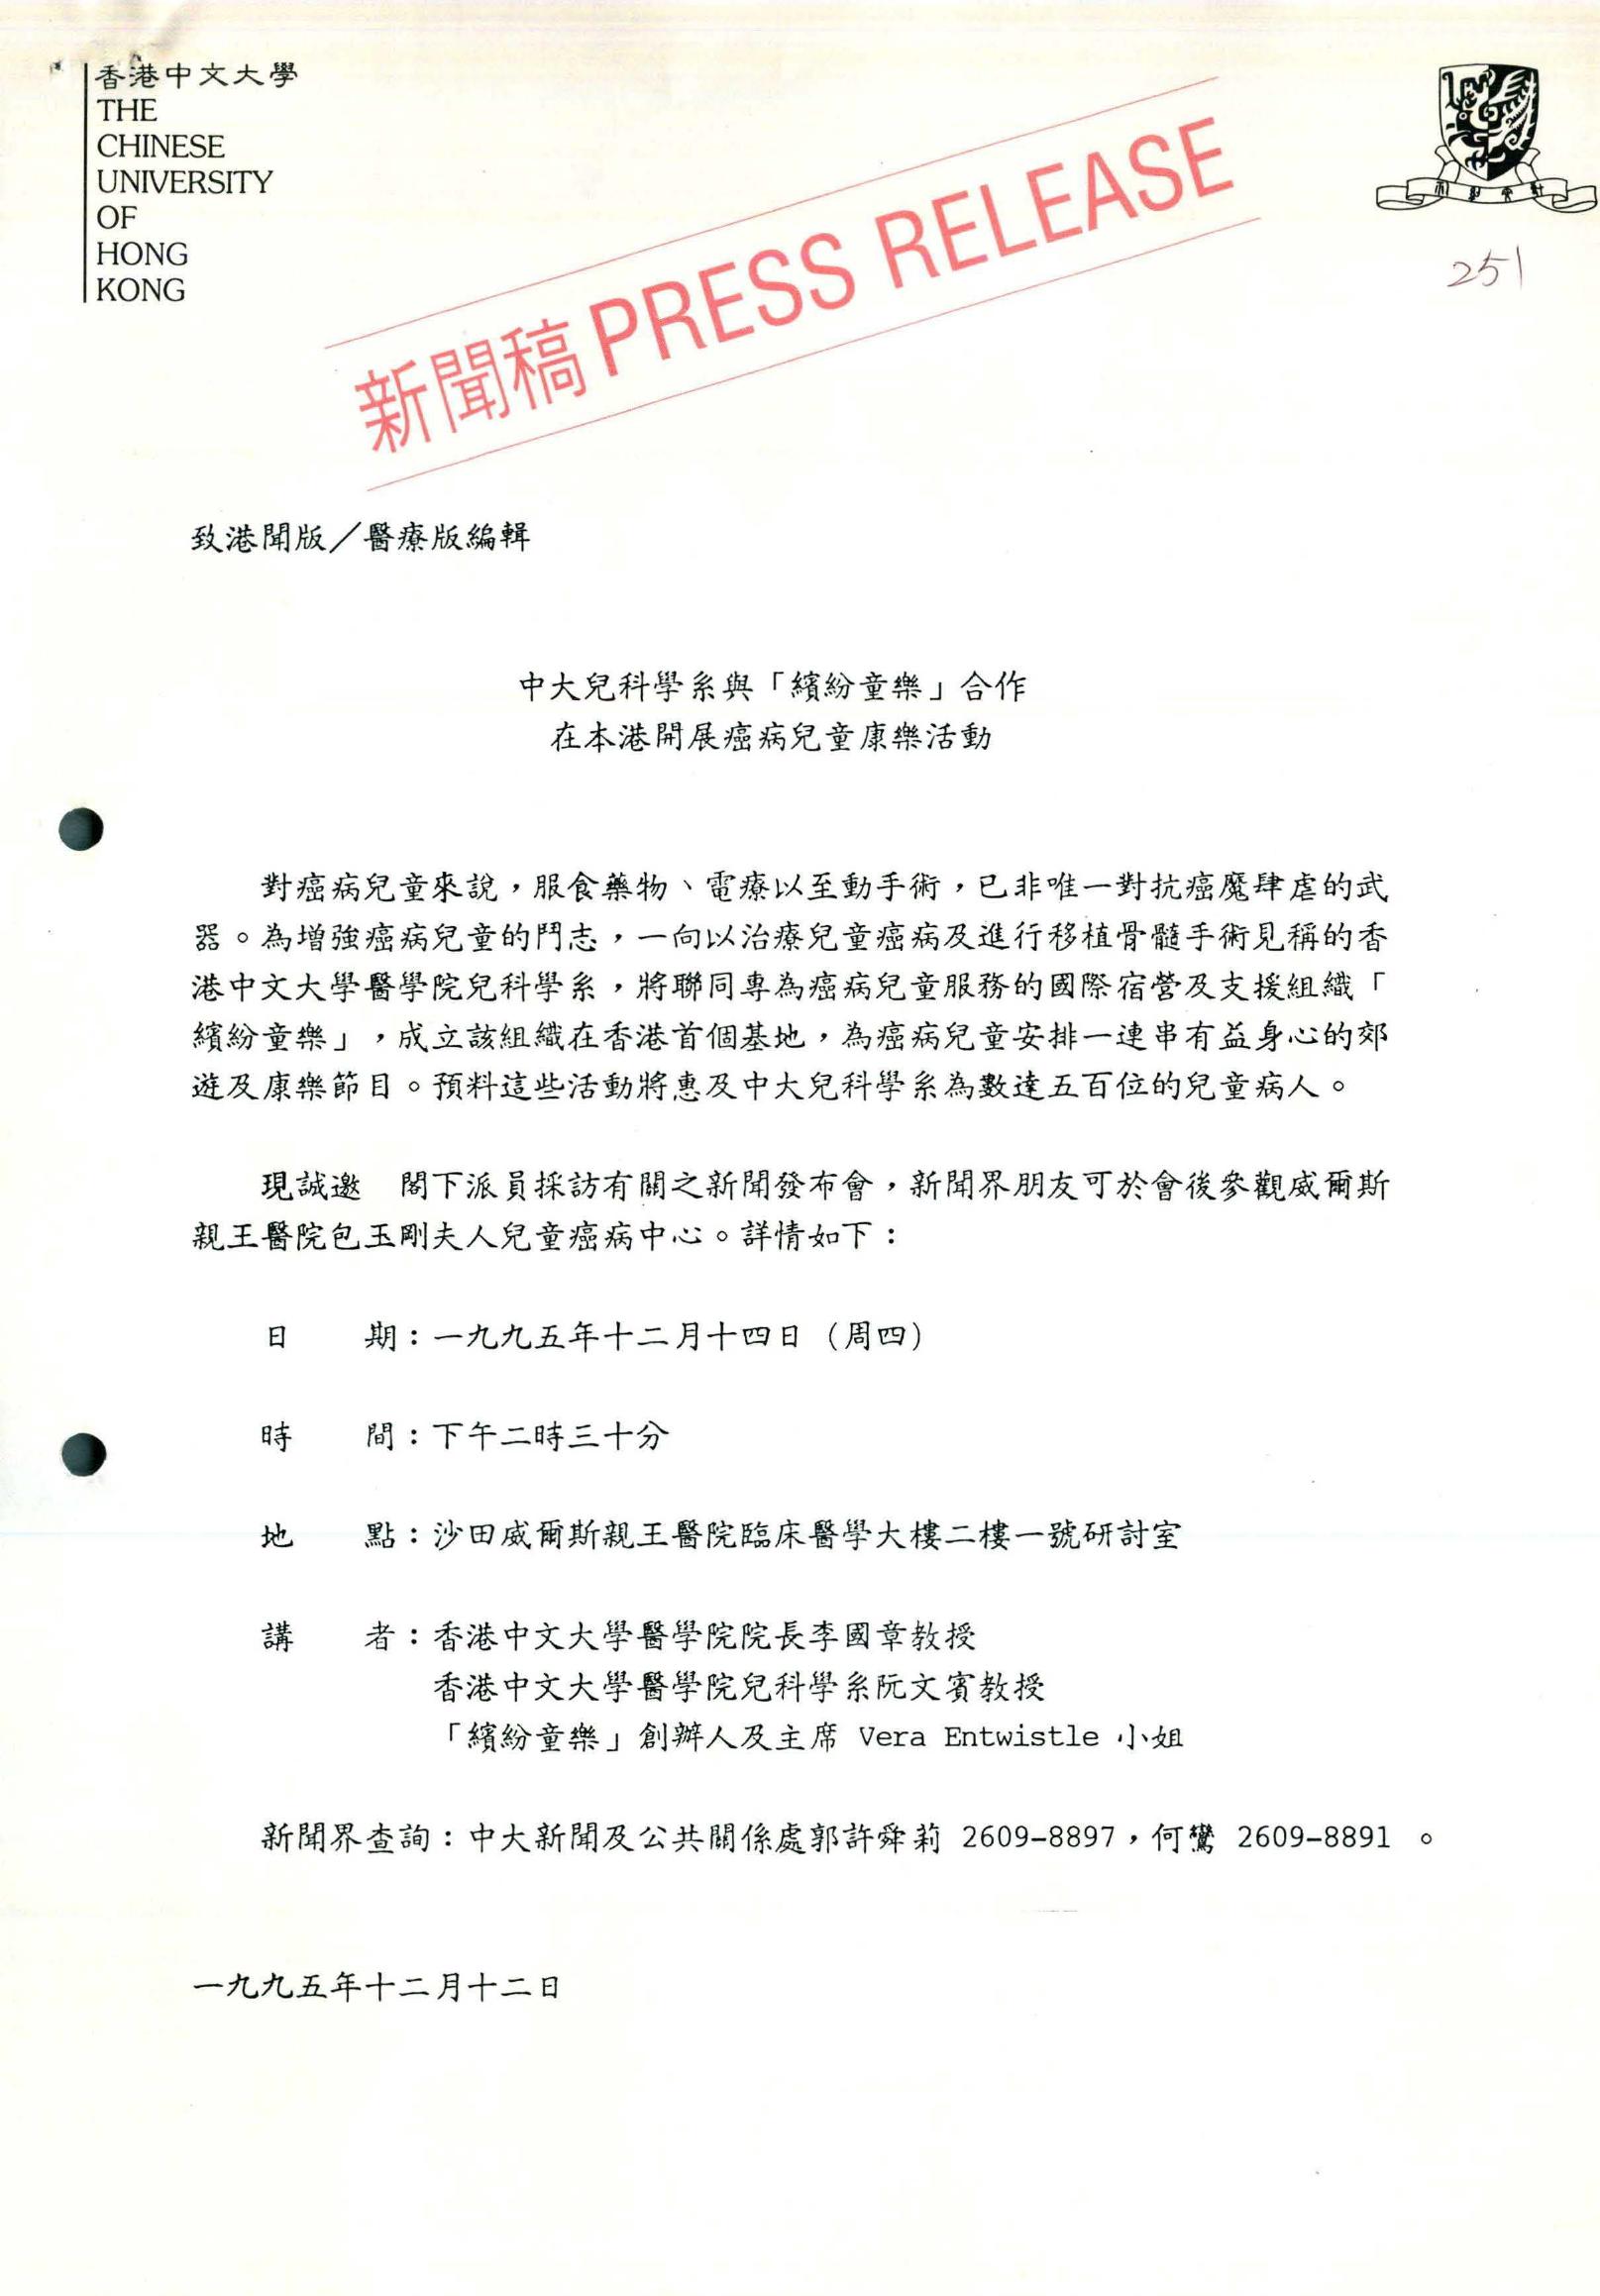 香港中文大學
THE
CHINESE
UNIVERSITY
OF
HONG
KONG
新聞稿 PRESS RELEASE
251
致港聞版／醫療版編輯
中大兒科學系與「繽紛童樂」合作
在本港開展癌病兒童康樂活動
對癌病兒童來說，服食藥物、電療以至動手術，已非唯一對抗癌魔肆虐的武
器。為增強癌病兒童的鬥志，一向以治療兒童癌病及進行移植骨髓手術見稱的香
港中文大學醫學院兒科學系，將聯同專為癌病兒童服務的國際宿營及支援組織「
繽紛童樂」，成立該組織在香港首個基地，為癌病兒童安排一連串有益身心的郊
遊及康樂節目。預料這些活動將惠及中大兒科學系為數達五百位的兒童病人。
現誠邀　閣下派員採訪有關之新聞發布會，新聞界朋友可於會後參觀威爾斯
親王醫院包玉剛夫人兒童癌病中心。詳情如下：
日　　期：一九九五年十二月十四日（周四）
時　　間：下午二時三十分
地　　點：沙田威爾斯親王醫院臨床醫學大樓二樓一號研討室
講　　者：香港中文大學醫學院院長李國章教授
香港中文大學醫學院兒科學系阮文賓教授
「繽紛童樂」創辦人及主席 Vera Entwistle 小姐
新聞界查詢：中大新聞及公共關係處郭許舜莉 2609-8897，何鸞 2609-8891 。
一九九五年十二月十二日